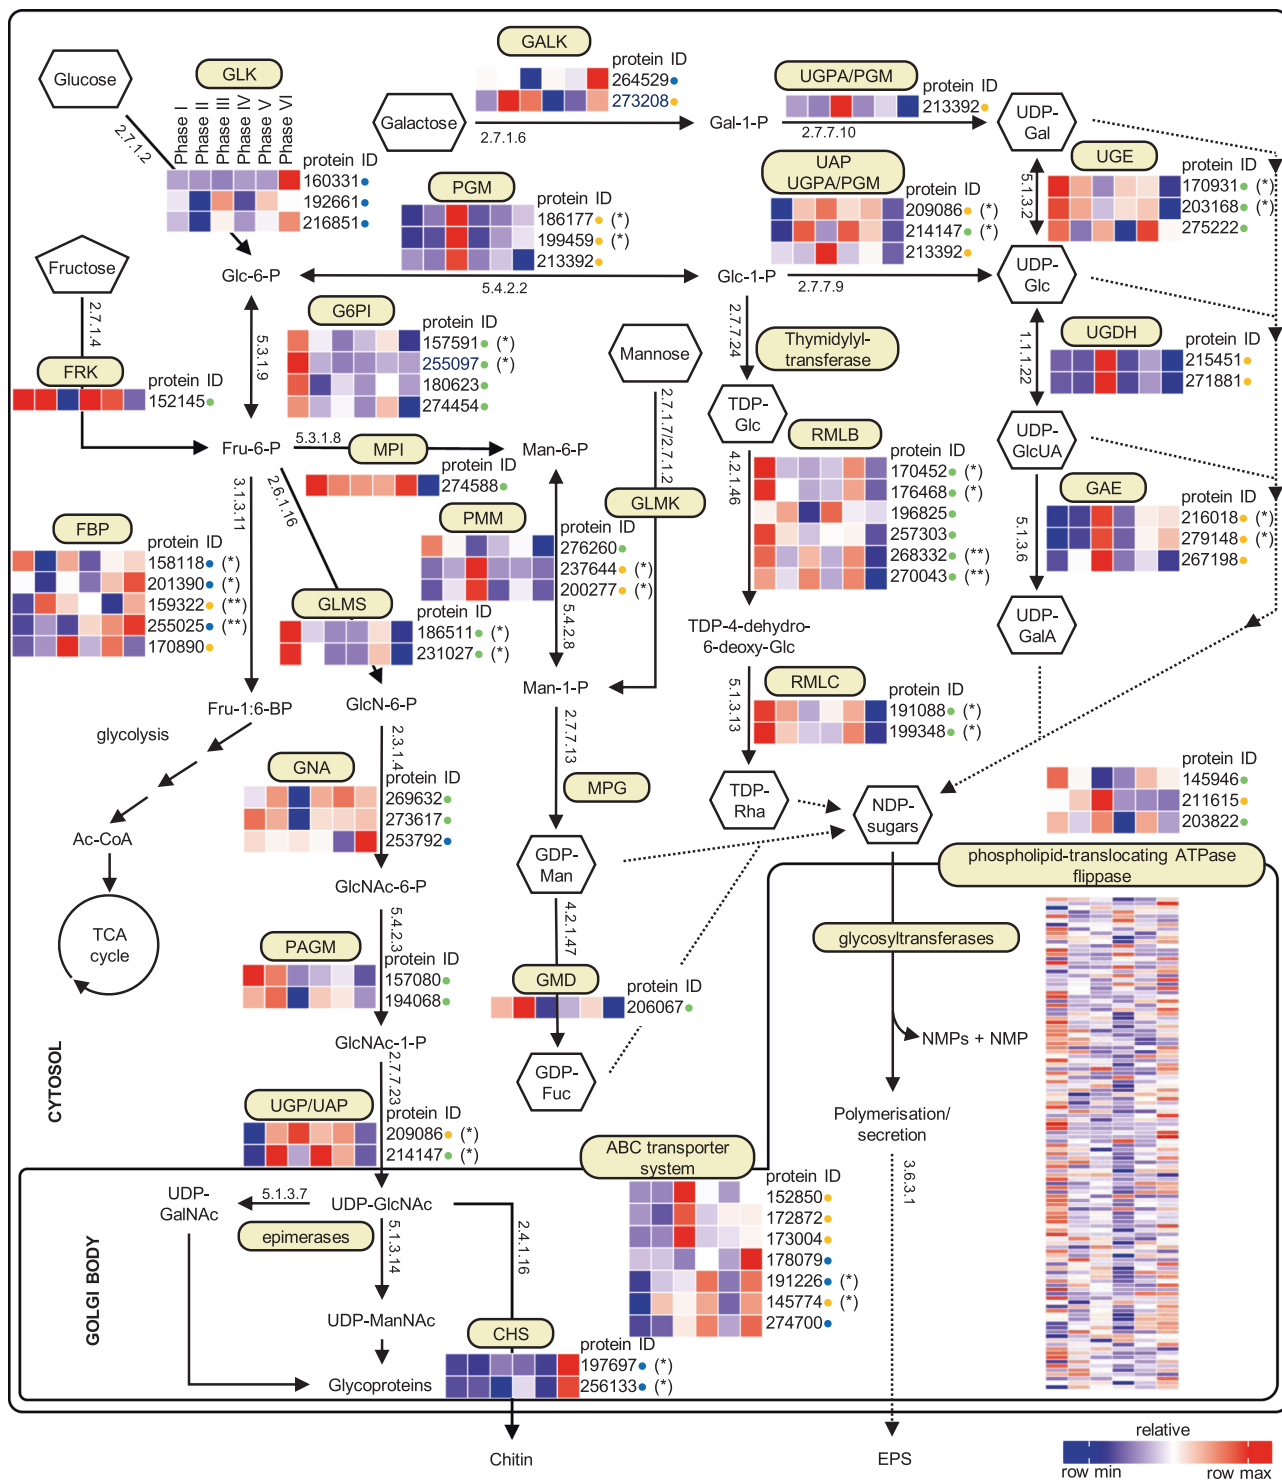 GALK
protein ID
264529
273208
UGPA/PGM
protein ID
213392
Glucose
GLK
Phase I
Phase II
Phase III
Phase IV
Phase V
Phase VI
2.7.1.2
protein ID
160331
192661
216851
Galactose
2.7.1.6
Gal-1-P
2.7.7.10
UDP-
Gal
PGM
protein ID
186177 (*)
199459 (*)
213392
UAP
UGPA/PGM
protein ID
209086 (*)
214147 (*)
213392
5.1.3.2
UGE
protein ID
170931 (*)
203168 (*)
275222
Fructose
2.7.1.4
Glc-6-P
5.4.2.2
Glc-1-P
2.7.7.9
UDP-
Glc
G6PI
protein ID
157591 (*)
255097 (*)
180623
274454
5.3.1.9
Mannose
2.7.7.24
Thymidylyl-
transferase
1.1.1.22
UGDH
protein ID
215451
271881
FRK
protein ID
152145
Fru-6-P
5.3.1.8
MPI
protein ID
274588
Man-6-P
2.7.1.7/2.7.1.2
TDP-
Glc
4.2.1.46
RMLB
protein ID
170452 (*)
176468 (*)
196825
257303
268332 (**)
270043 (**)
UDP-
GlcUA
GAE
protein ID
216018 (*)
279148 (*)
267198
5.1.3.6
3.1.3.11
2.6.1.16
FBP
protein ID
158118 (*)
201390 (*)
159322 (**)
255025 (**)
170890
PMM
protein ID
276260
237644 (*)
200277 (*)
GLMK
5.4.2.8
GLMS
protein ID
186511 (*)
231027 (*)
TDP-4-dehydro-
6-deoxy-Glc
UDP-
GalA
Fru-1:6-BP
GlcN-6-P
Man-1-P
5.1.3.13
RMLC
protein ID
191088 (*)
199348 (*)
glycolysis
2.3.1.4
GNA
protein ID
269632
273617
253792
2.7.7.13
MPG
TDP-
Rha
NDP-
sugars
protein ID
145946
211615
203822
Ac-CoA
TCA
cycle
GlcNAc-6-P
GDP-
Man
phospholipid-translocating ATPase
flippase
5.4.2.3
PAGM
protein ID
157080
194068
4.2.1.47
GMD
protein ID
206067
glycosyltransferases
GlcNAc-1-P
NMPs + NMP
GDP-
Fuc
CYTOSOL
2.7.7.23
UGP/UAP
protein ID
209086 (*)
214147 (*)
Polymerisation/
secretion
3.6.3.1
ABC transporter
system
protein ID
152850
172872
173004
178079
191226 (*)
145774 (*)
274700
UDP-
GalNAc
5.1.3.7
UDP-GlcNAc
epimerases
5.1.3.14
2.4.1.16
GOLGI BODY
UDP-ManNAc
CHS
protein ID
197697 (*)
256133 (*)
Glycoproteins
Chitin
EPS
relative
row min
row max